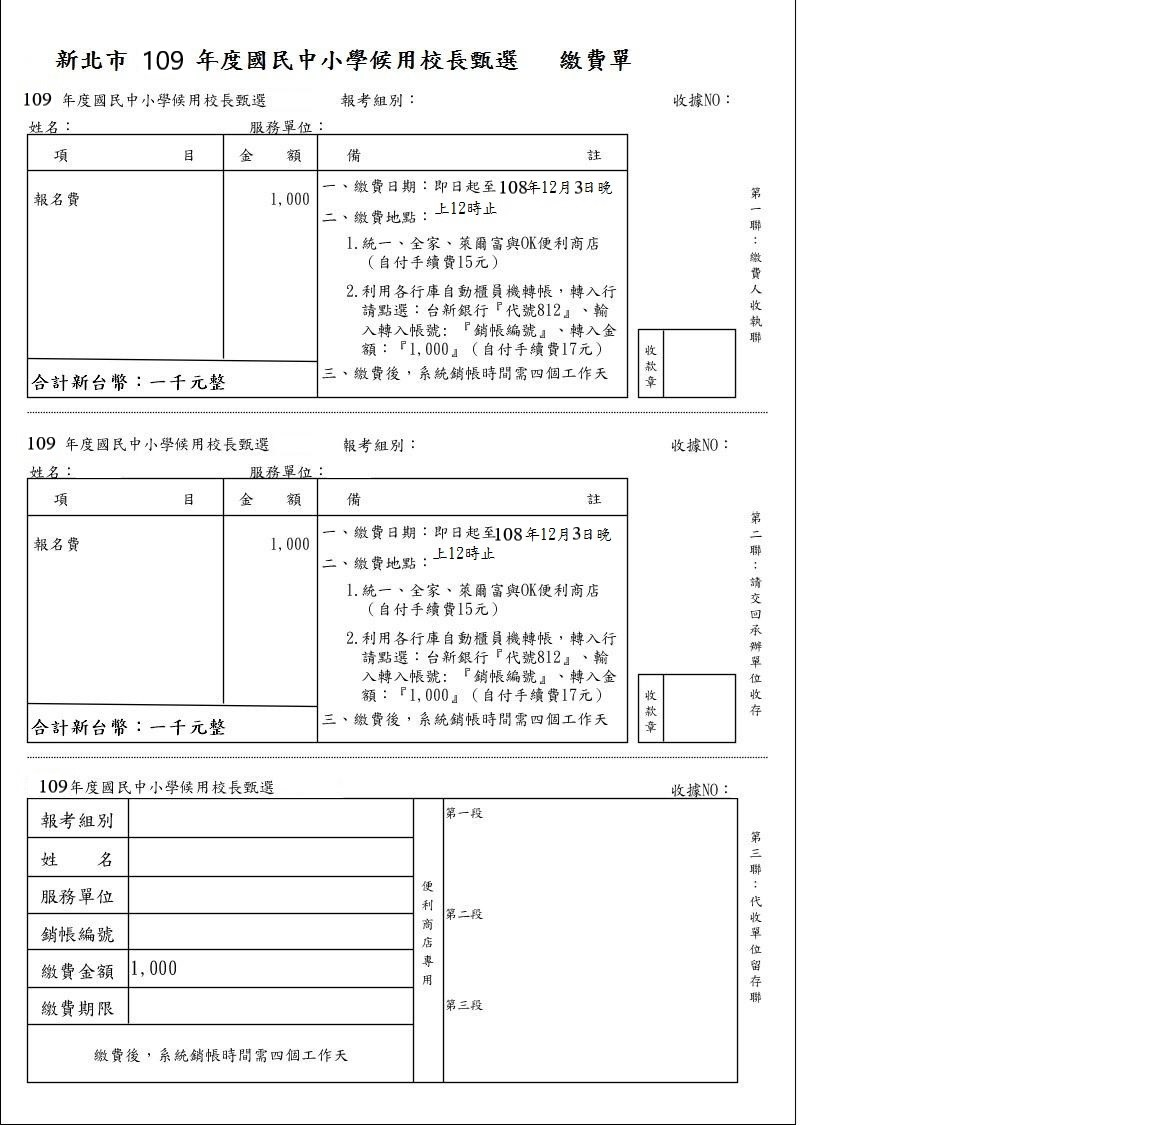 新北市 109 年度國民中小學候用校長甄選 繳費單
109 年度國民中小學候用校長甄選 報考組別： 收據NO：
姓名： 服務單位：
項 目 金 額 備 註
報名費 1,000
一、繳費日期：即日起至108年12月3日晚
上12時止
二、繳費地點：
1.統一、全家、萊爾富與OK便利商店
（自付手續費15元）
2.利用各行庫自動櫃員機轉帳，轉入行
請點選：台新銀行『代號812』、輸
入轉入帳號:『銷帳編號』、轉入金
額：『1,000』（自付手續費17元）
三、繳費後，系統銷帳時間需四個工作天
合計新台幣：一千元整
收款章
第一聯：繳費人收執聯
109 年度國民中小學候用校長甄選 報考組別： 收據NO：
姓名： 服務單位：
項 目 金 額 備 註
報名費 1,000
一、繳費日期：即日起至108年12月3日晚
上12時止
二、繳費地點：
1.統一、全家、萊爾富與OK便利商店
（自付手續費15元）
2.利用各行庫自動櫃員機轉帳，轉入行
請點選：台新銀行『代號812』、輸
入轉入帳號:『銷帳編號』、轉入金
額：『1,000』（自付手續費17元）
三、繳費後，系統銷帳時間需四個工作天
合計新台幣：一千元整
收款章
第二聯：請交回承辦單位收存
109年度國民中小學候用校長甄選 收據NO：
報考組別
姓 名
服務單位
銷帳編號
繳費金額 1,000
繳費期限
繳費後，系統銷帳時間需四個工作天
便利商店專用
第一段
第二段
第三段
第三聯：代收單位留存聯